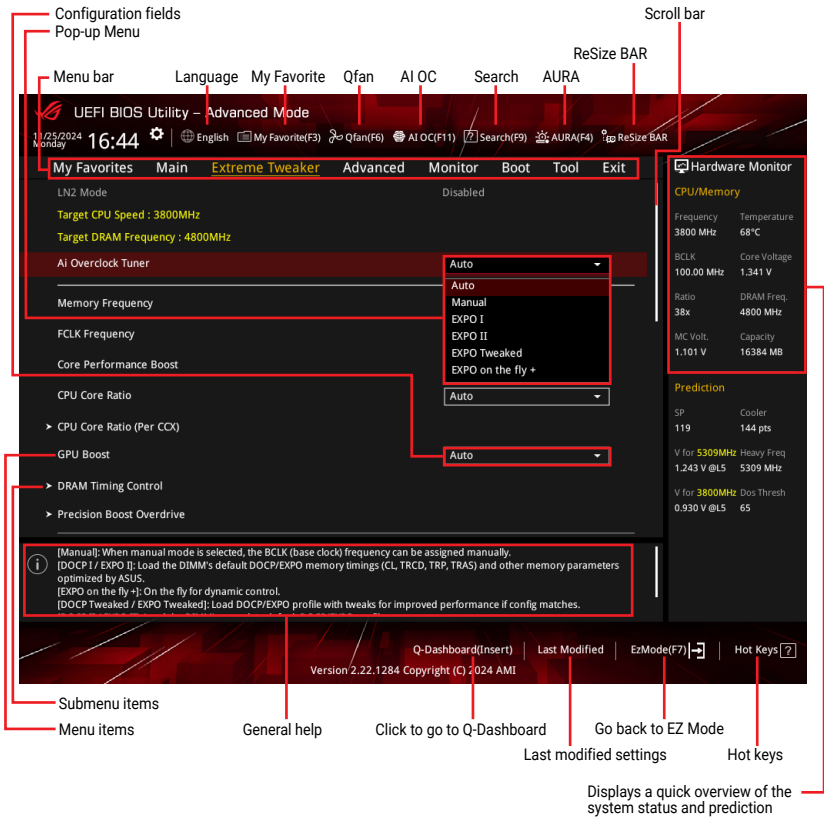 Configuration fields
Pop-up Menu
Scroll bar
ReSize BAR
Menu bar
Language
My Favorite
Qfan
AI OC
Search
AURA
UEFI BIOS Utility – Advanced Mode
11/25/2024
Monday
16:44
English
My Favorite(F3)
Qfan(F6)
AI OC(F11)
Search(F9)
AURA(F4)
ReSize BAR
My Favorites
Main
Extreme Tweaker
Advanced
Monitor
Boot
Tool
Exit
Hardware Monitor
LN2 Mode
Disabled
Target CPU Speed : 3800MHz
Target DRAM Frequency : 4800MHz
Ai Overclock Tuner
Auto
Auto
Manual
EXPO I
EXPO II
EXPO Tweaked
EXPO on the fly +
Memory Frequency
FCLK Frequency
Core Performance Boost
CPU Core Ratio
Auto
CPU Core Ratio (Per CCX)
GPU Boost
Auto
DRAM Timing Control
Precision Boost Overdrive
CPU/Memory
Frequency Temperature
3800 MHz 68°C
BCLK Core Voltage
100.00 MHz 1.341 V
Ratio DRAM Freq.
38x 4800 MHz
MC Volt. Capacity
1.101 V 16384 MB
Prediction
SP Cooler
119 144 pts
V for 5309MHz Heavy Freq
1.243 V @L5 5309 MHz
V for 3800MHz Dos Thresh
0.930 V @L5 65
[Manual]: When manual mode is selected, the BCLK (base clock) frequency can be assigned manually.
[DOCP I / EXPO I]: Load the DIMM's default DOCP/EXPO memory timings (CL, TRCD, TRP, TRAS) and other memory parameters
optimized by ASUS.
[EXPO on the fly +]: On the fly for dynamic control.
[DOCP Tweaked / EXPO Tweaked]: Load DOCP/EXPO profile with tweaks for improved performance if config matches.
Q-Dashboard(Insert)
Last Modified
EzMode(F7)
Hot Keys ?
Version 2.22.1284 Copyright (C) 2024 AMI
Submenu items
Menu items
General help
Click to go to Q-Dashboard
Go back to EZ Mode
Last modified settings
Hot keys
Displays a quick overview of the
system status and prediction